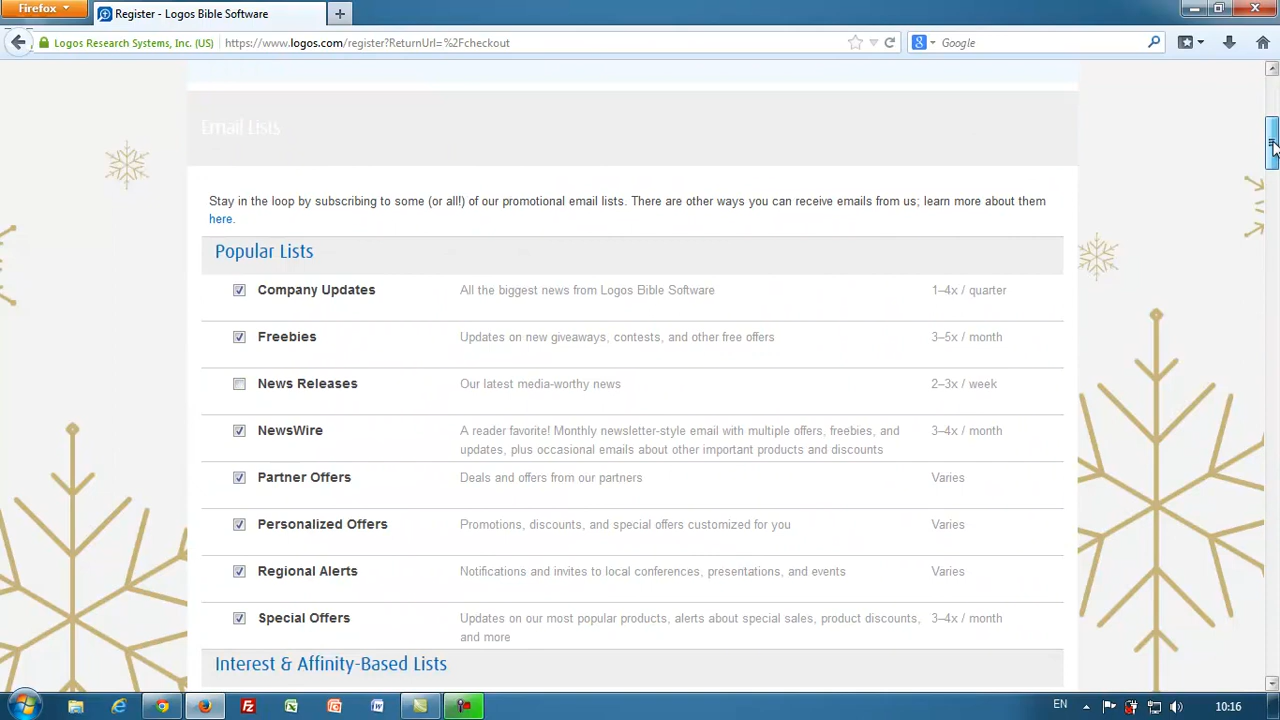 Firefox
Register - Logos Bible Software
Logos Research Systems, Inc. (US)
https://www.logos.com/register?ReturnUrl=%2Fcheckout
Google
Email Lists
Stay in the loop by subscribing to some (or all!) of our promotional email lists. There are other ways you can receive emails from us; learn more about them
here.
Popular Lists
Company Updates All the biggest news from Logos Bible Software 1–4x / quarter
Freebies Updates on new giveaways, contests, and other free offers 3–5x / month
News Releases Our latest media-worthy news 2–3x / week
NewsWire A reader favorite! Monthly newsletter-style email with multiple offers, freebies, and 3–4x / month
updates, plus occasional emails about other important products and discounts
Partner Offers Deals and offers from our partners Varies
Personalized Offers Promotions, discounts, and special offers customized for you Varies
Regional Alerts Notifications and invites to local conferences, presentations, and events Varies
Special Offers Updates on our most popular products, alerts about special sales, product discounts, 3–4x / month
and more
Interest & Affinity-Based Lists
EN 10:16